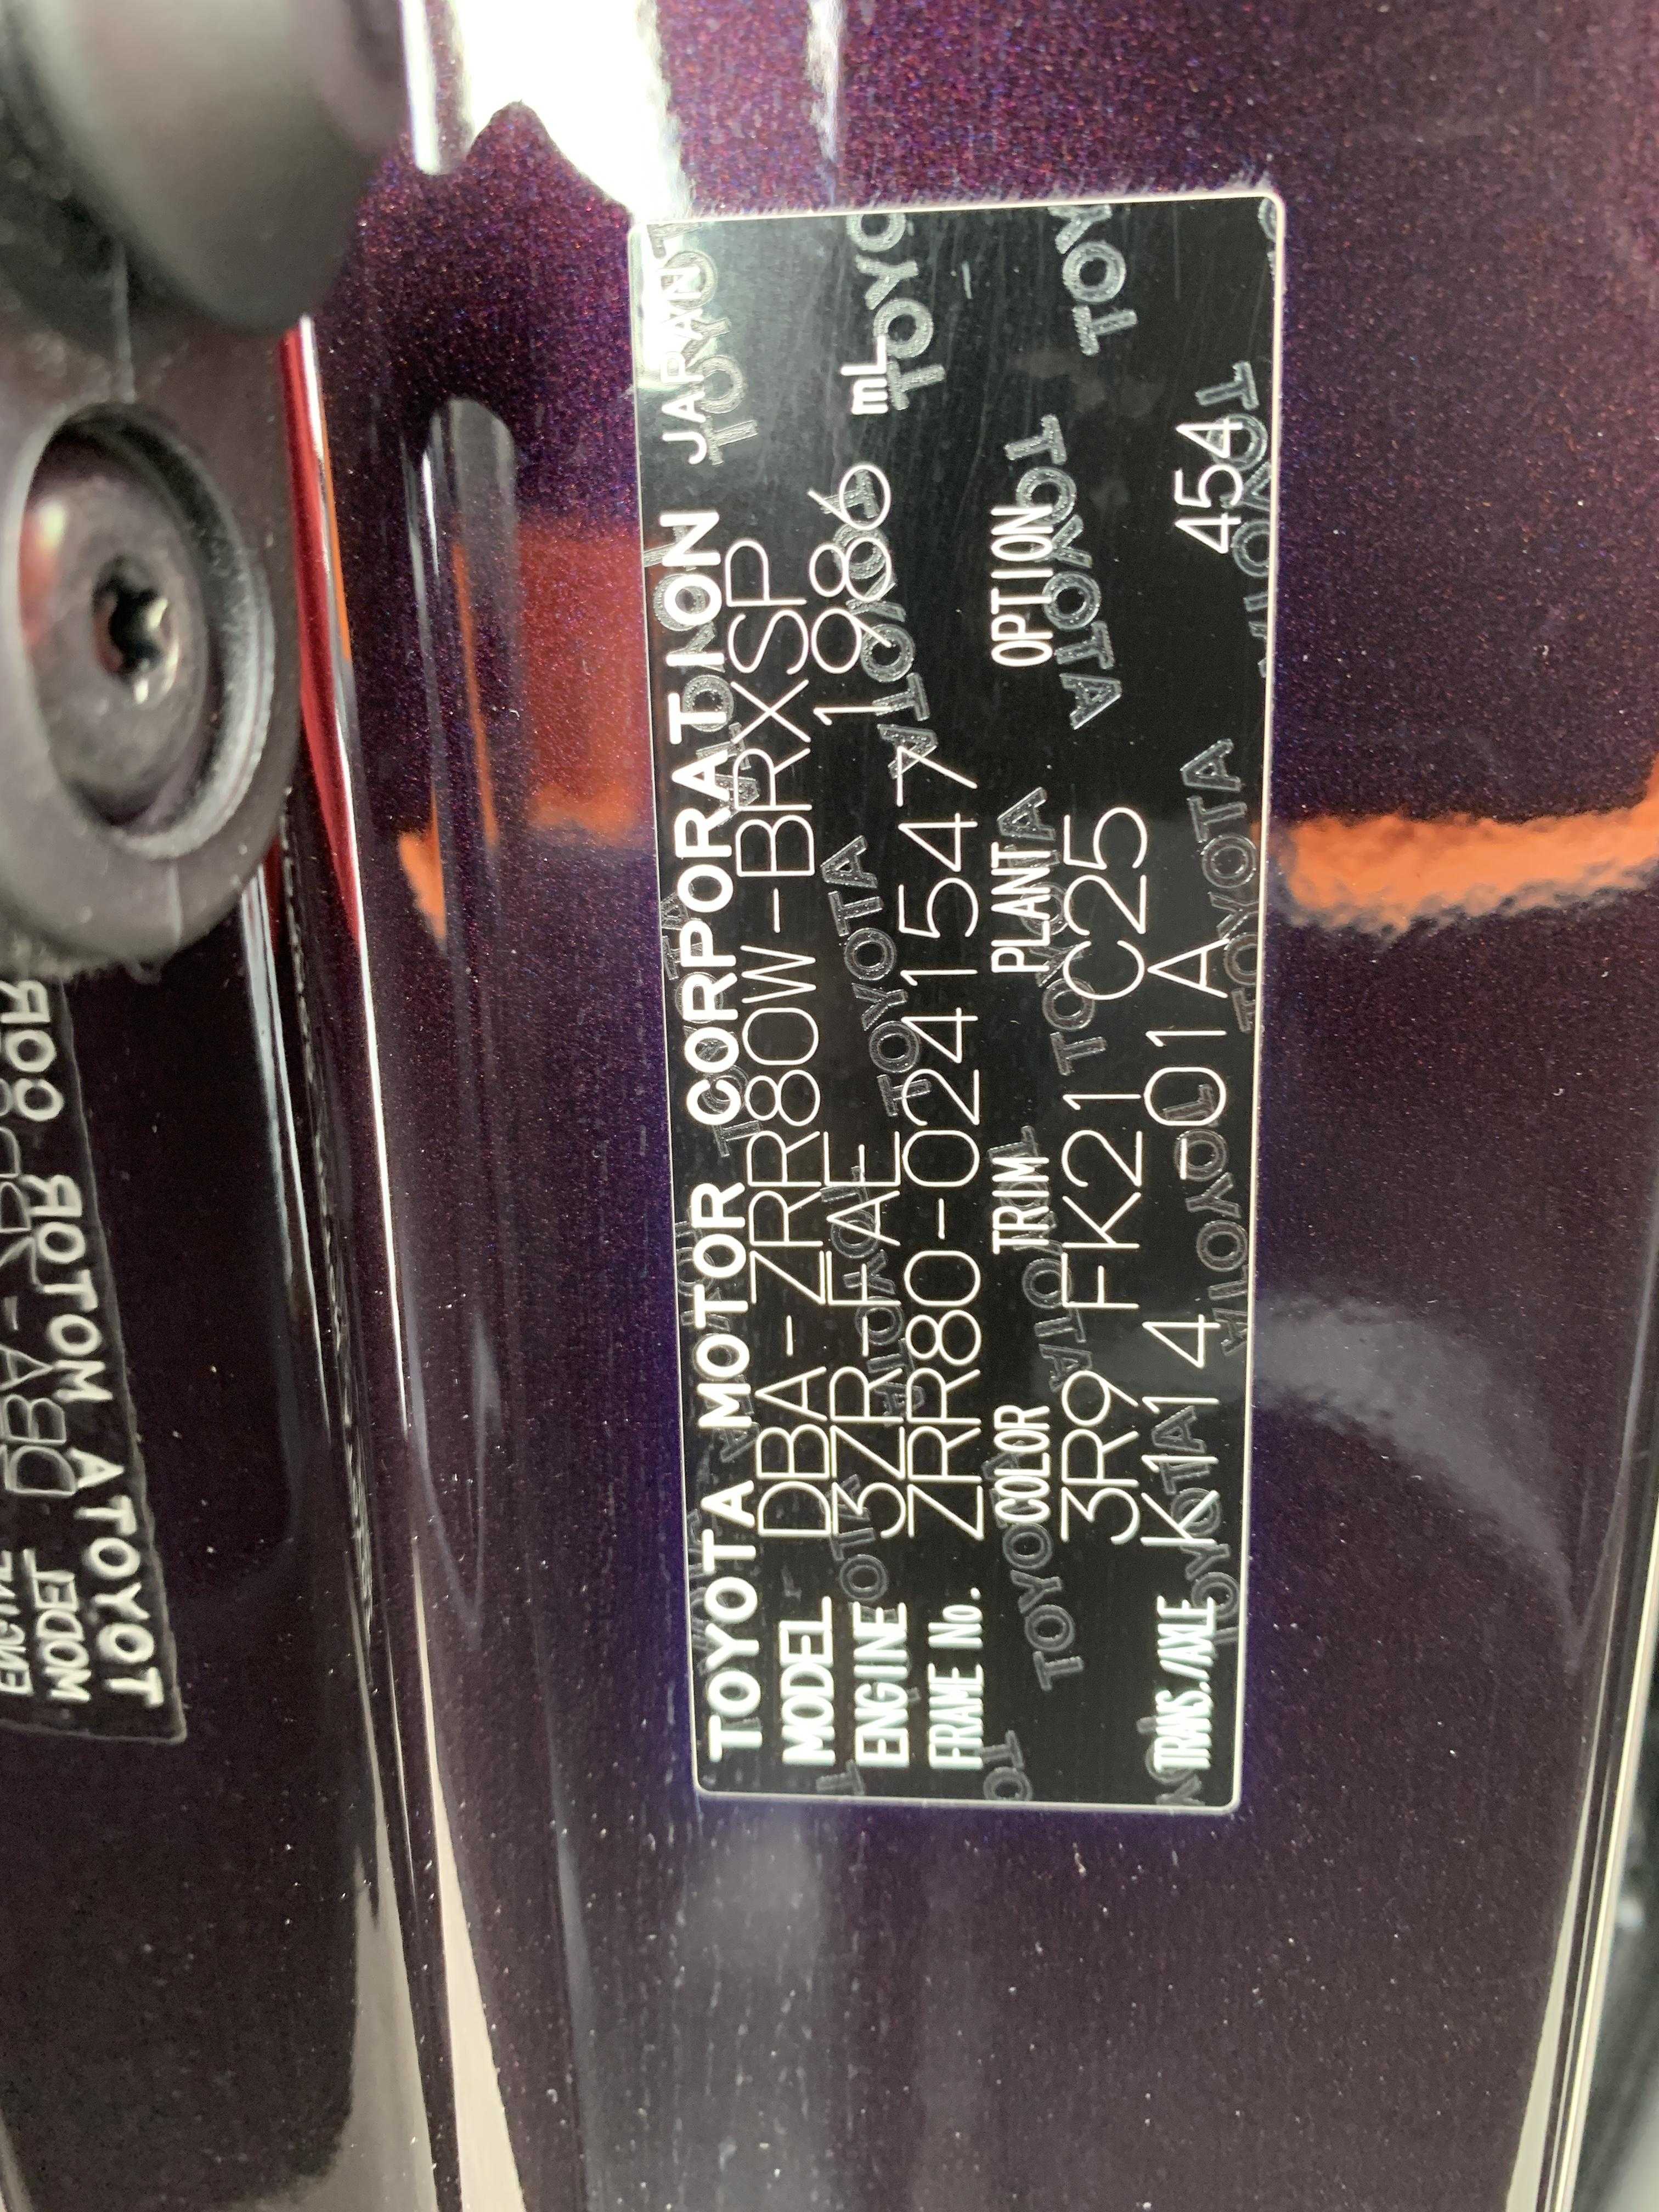 TOYOTA MOTOR CORPORATION JAPAN
MODEL DBA-ZRR80W-BRXSP
ENGINE 3ZR-FAE 1986 mL
FRAME No. ZRR80-0241547
COLOR TRIM PLANT OPTION
3R9 FK21 C25
K14 -01A 454
TRANS./AXLE